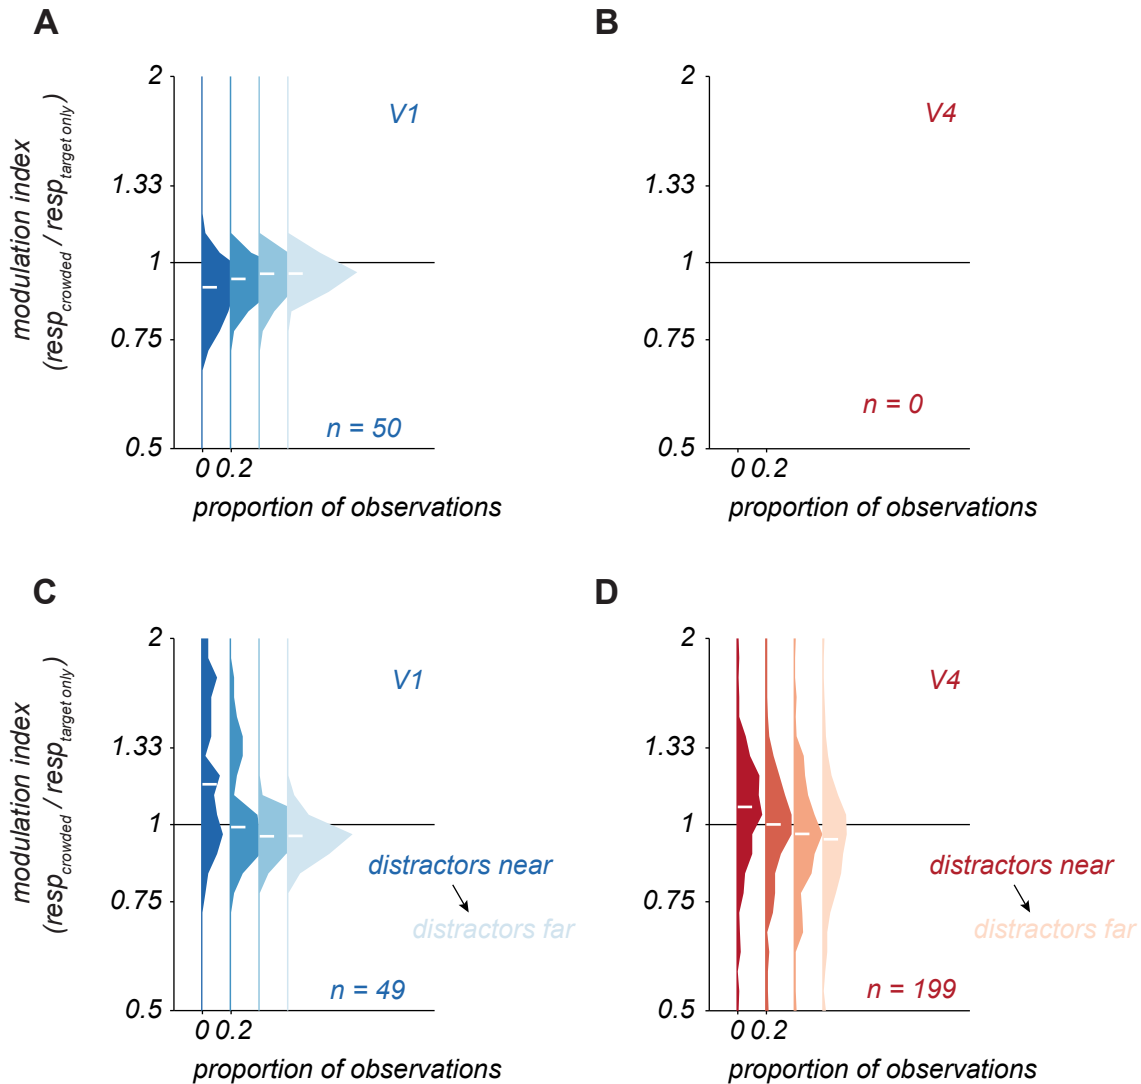 A
modulation index
(resp_crowded / resp_target only)
2
1.33
1
0.75
0.5
V1
n = 50
0 0.2
proportion of observations
B
2
1.33
1
0.75
0.5
V4
n = 0
0 0.2
proportion of observations
C
modulation index
(resp_crowded / resp_target only)
2
1.33
1
0.75
0.5
V1
distractors near
distractors far
n = 49
0 0.2
proportion of observations
D
2
1.33
1
0.75
0.5
V4
distractors near
distractors far
n = 199
0 0.2
proportion of observations